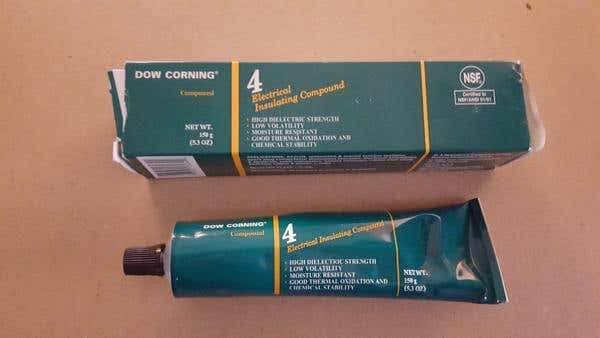 DOW CORNING®
Compound
NET WT.
150 g
(5.3 OZ)
4
Electrical
Insulating Compound
· HIGH DIELECTRIC STRENGTH
· LOW VOLATILITY
· MOISTURE RESISTANT
· GOOD THERMAL OXIDATION AND
CHEMICAL STABILITY
NSF
Certified to
NSF/ANSI 51/61
DOW CORNING®
Compound
4
Electrical Insulating Compound
· HIGH DIELECTRIC STRENGTH
· LOW VOLATILITY
· MOISTURE RESISTANT
· GOOD THERMAL OXIDATION AND
CHEMICAL STABILITY
NET WT.
150 g
(5.3 OZ)